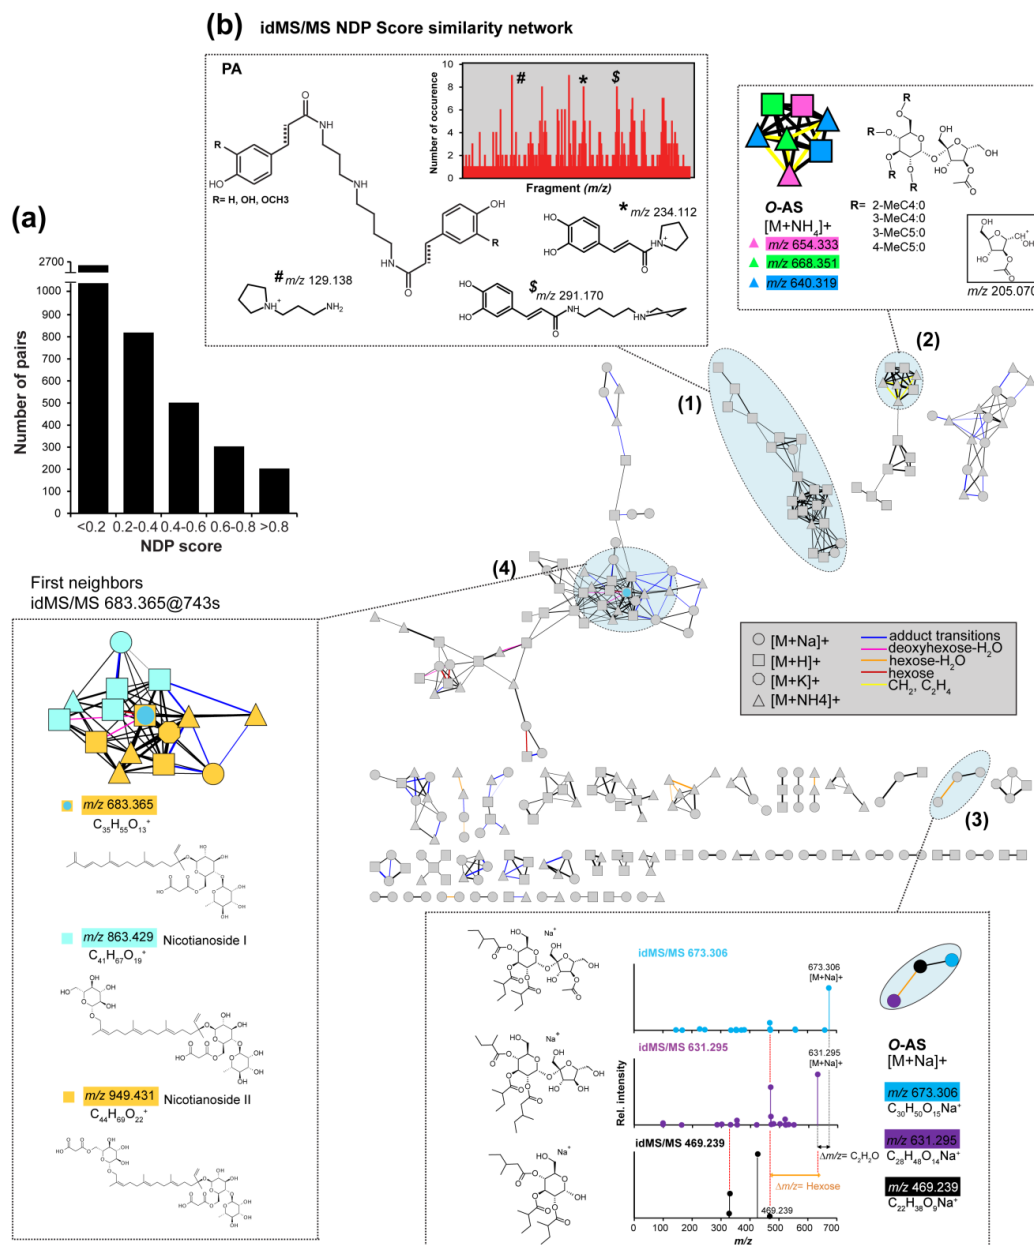 (b) idMS/MS NDP Score similarity network
PA
Number of occurence
10
8
6
4
2
0
#
*
$
Fragment (m/z)
R= H, OH, OCH3
* m/z 234.112
# m/z 129.138
$ m/z 291.170
O-AS
[M+NH4]+
m/z 654.333
m/z 668.351
m/z 640.319
R= 2-MeC4:0
3-MeC4:0
3-MeC5:0
4-MeC5:0
m/z 205.070
(a)
Number of pairs
2700
1000
900
800
700
600
500
400
300
200
100
0
<0.2 0.2-0.4 0.4-0.6 0.6-0.8 >0.8
NDP score
(1)
(2)
(4)
(3)
[M+Na]+
[M+H]+
[M+K]+
[M+NH4]+
adduct transitions
deoxyhexose-H2O
hexose-H2O
hexose
CH2, C2H4
First neighbors
idMS/MS 683.365@743s
m/z 683.365
C35H55O13+
m/z 863.429 Nicotianoside I
C41H67O19+
m/z 949.431 Nicotianoside II
C44H69O22+
idMS/MS 673.306
673.306
[M+Na]+
idMS/MS 631.295
631.295
[M+Na]+
idMS/MS 469.239
Δm/z= C2H2O
Δm/z= Hexose
469.239
Rel. intensity
0 100 200 300 400 500 600 700
m/z
O-AS
[M+Na]+
m/z 673.306
C30H50O15Na+
m/z 631.295
C28H48O14Na+
m/z 469.239
C22H38O9Na+